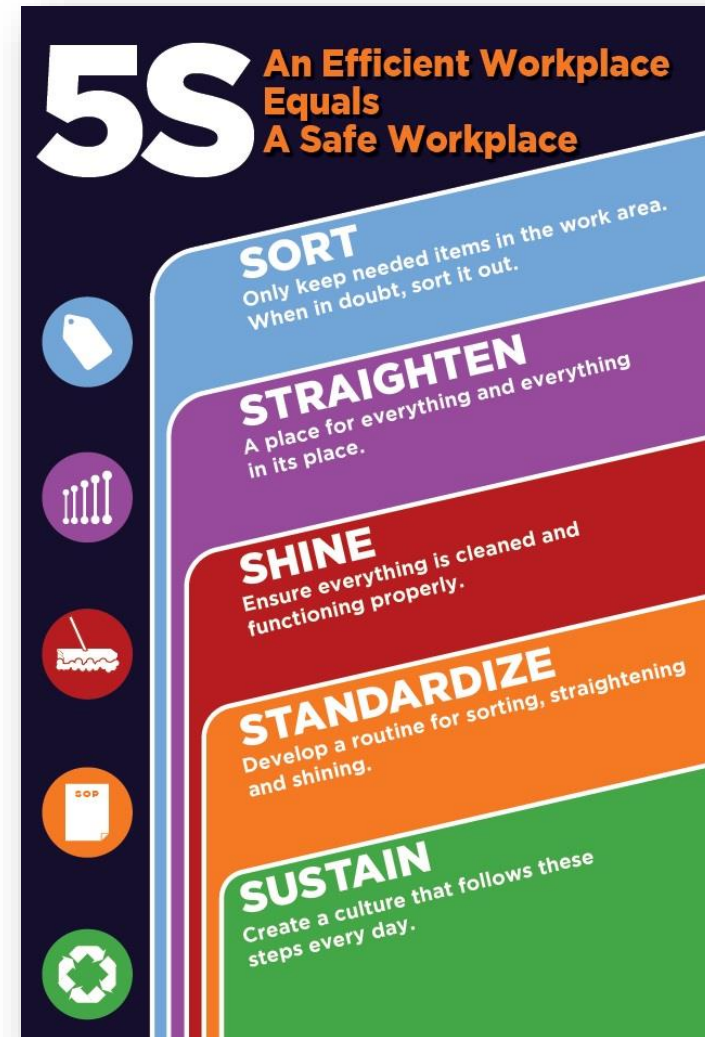 5S
An Efficient Workplace
Equals
A Safe Workplace
SORT
Only keep needed items in the work area.
When in doubt, sort it out.
STRAIGHTEN
A place for everything and everything
in its place.
SHINE
Ensure everything is cleaned and
functioning properly.
SOP
STANDARDIZE
Develop a routine for sorting, straightening
and shining.
SUSTAIN
Create a culture that follows these
steps every day.